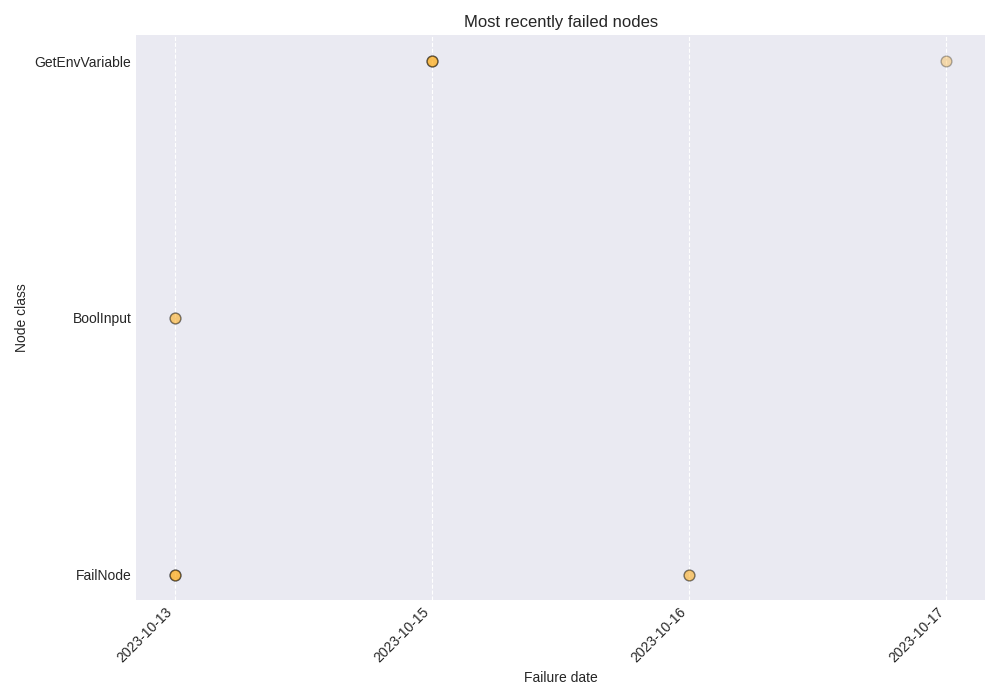 Most recently failed nodes
GetEnvVariable
BoolInput
FailNode
Node class
2023-10-13
2023-10-15
2023-10-16
2023-10-17
Failure date